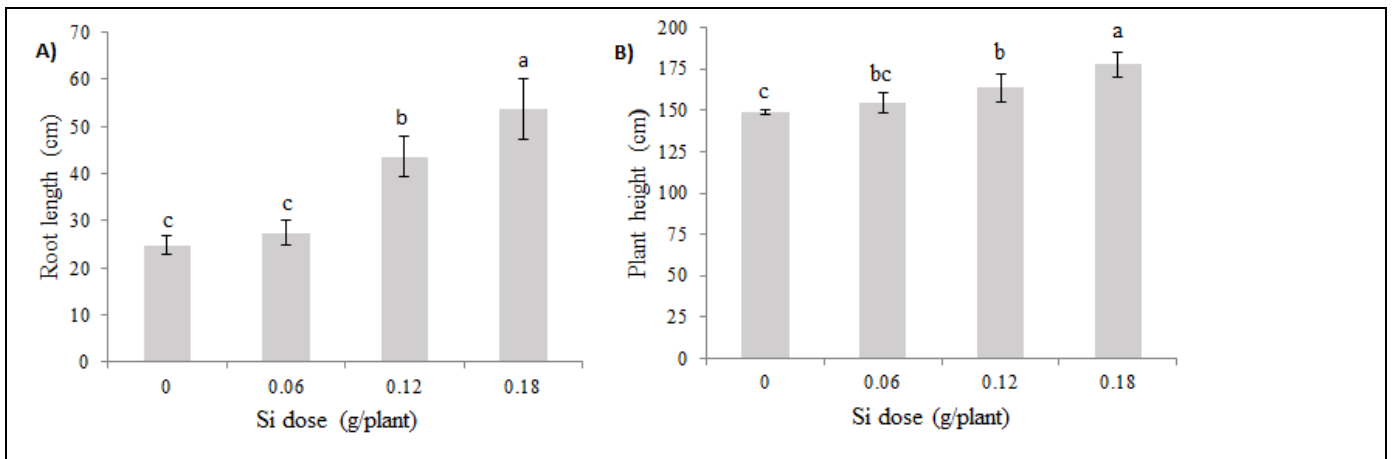 A)
Root length (cm)
70
60
50
40
30
20
10
0
c
c
b
a
0 0.06 0.12 0.18
Si dose (g/plant)
B)
Plant height (cm)
200
175
150
125
100
75
50
25
0
c
bc
b
a
0 0.06 0.12 0.18
Si dose (g/plant)